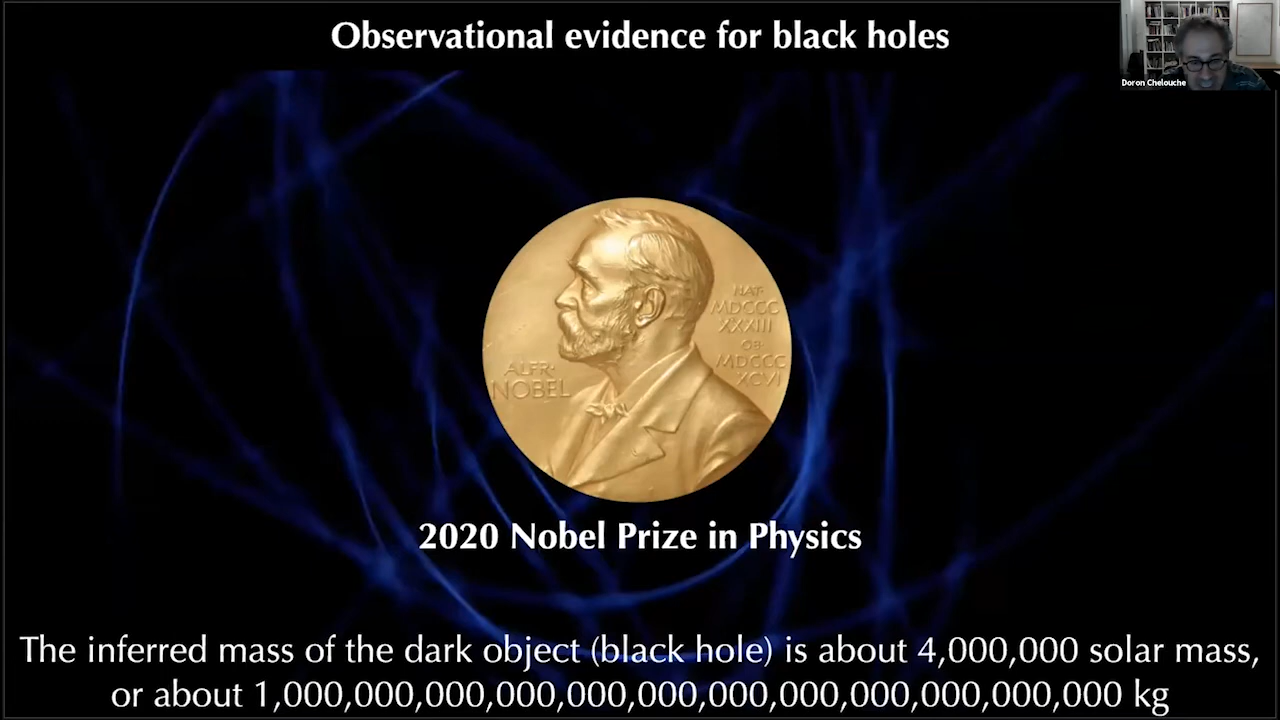 Observational evidence for black holes
Doron Chelouche
ALFR·
NOBEL
NAT·
MDCCC
XXXIII
OB·
MDCCC
XCVI
2020 Nobel Prize in Physics
The inferred mass of the dark object (black hole) is about 4,000,000 solar mass,
or about 1,000,000,000,000,000,000,000,000,000,000,000,000 kg